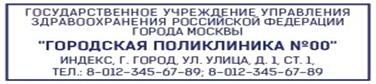 ГОСУДАРСТВЕННОЕ УЧРЕЖДЕНИЕ УПРАВЛЕНИЯ
ЗДРАВООХРАНЕНИЯ РОССИЙСКОЙ ФЕДЕРАЦИИ
ГОРОДА МОСКВЫ
"ГОРОДСКАЯ ПОЛИКЛИНИКА №00"
ИНДЕКС, Г. ГОРОД, УЛ. УЛИЦА, Д. 1, СТ. 1,
ТЕЛ.: 8-012-345-67-89; 8-012-345-67-89